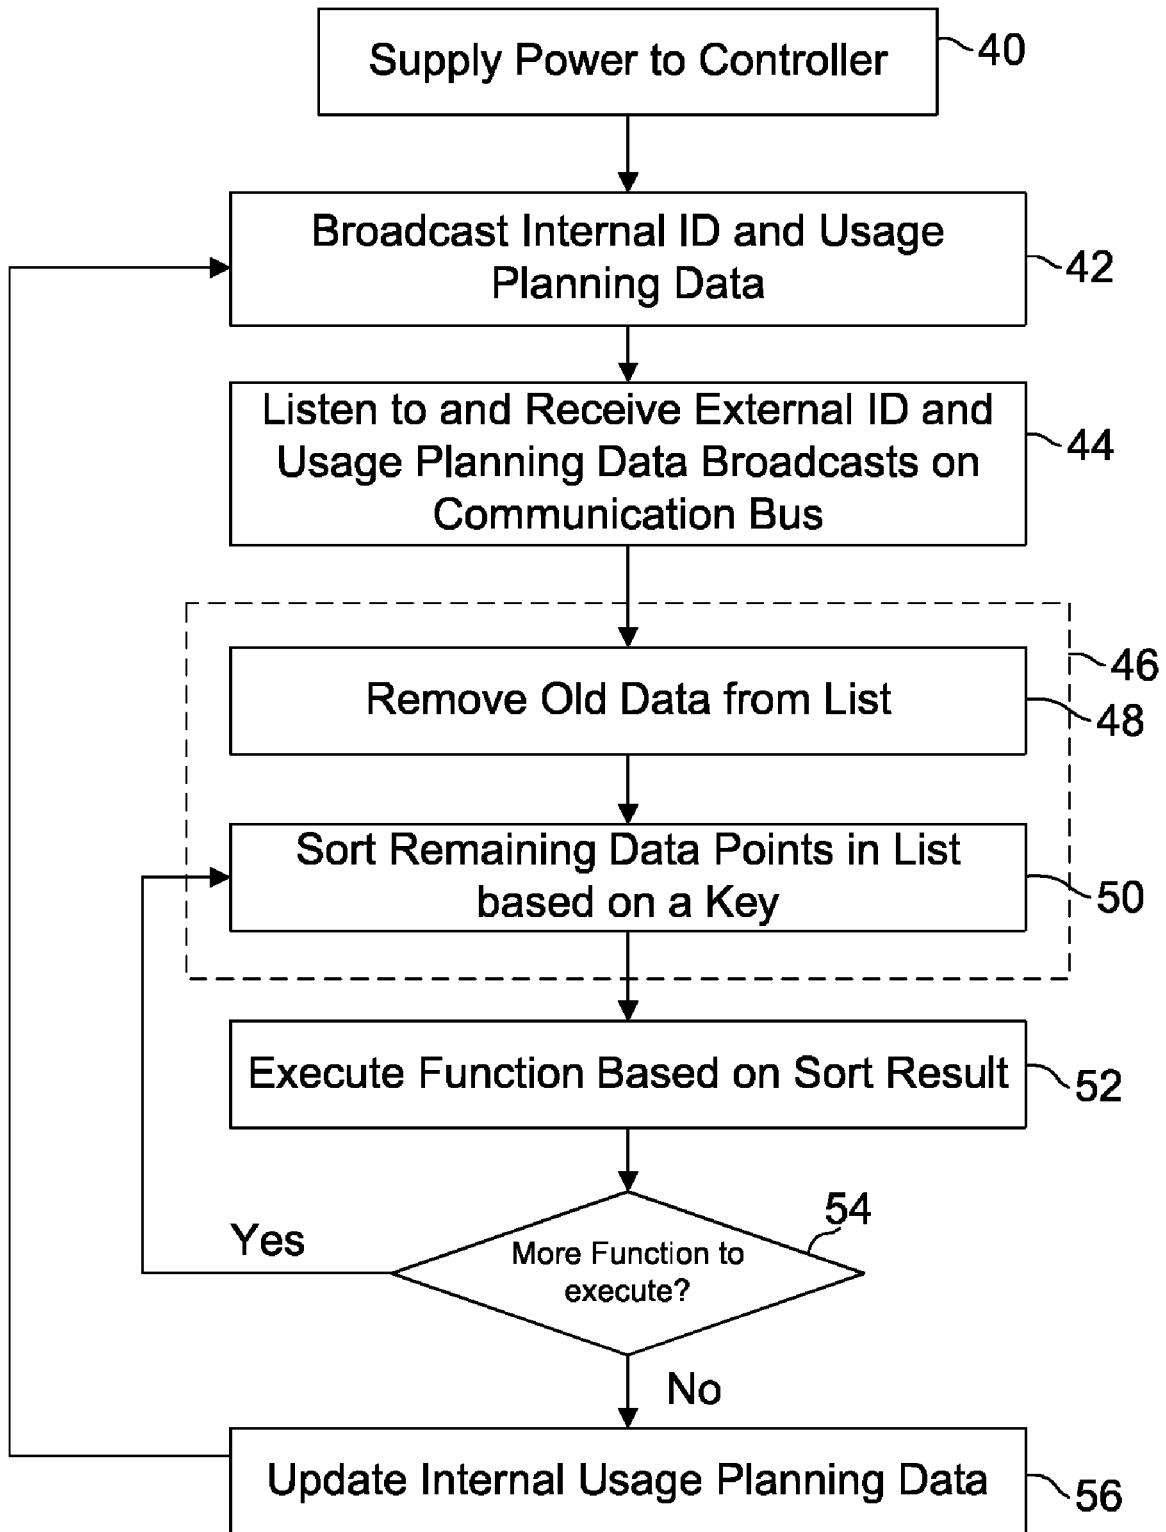 Supply Power to Controller
40
Broadcast Internal ID and Usage
Planning Data
42
Listen to and Receive External ID and
Usage Planning Data Broadcasts on
Communication Bus
44
46
Remove Old Data from List
48
Sort Remaining Data Points in List
based on a Key
50
Execute Function Based on Sort Result
52
54
Yes
More Function to
execute?
No
Update Internal Usage Planning Data
56